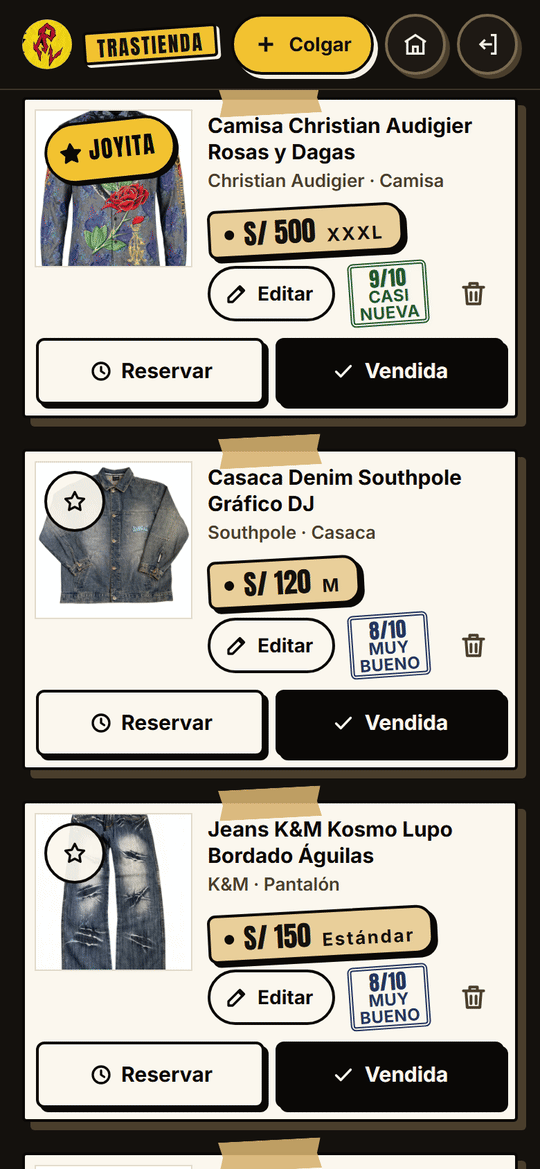 TRASTIENDA
Colgar
JOYITA
Camisa Christian Audigier
Rosas y Dagas
Christian Audigier · Camisa
S/ 500 XXXL
Editar
9/10
CASI
NUEVA
Reservar
Vendida
Casaca Denim Southpole
Gráfico DJ
Southpole · Casaca
S/ 120 M
Editar
8/10
MUY
BUENO
Reservar
Vendida
Jeans K&M Kosmo Lupo
Bordado Águilas
K&M · Pantalón
S/ 150 Estándar
Editar
8/10
MUY
BUENO
Reservar
Vendida